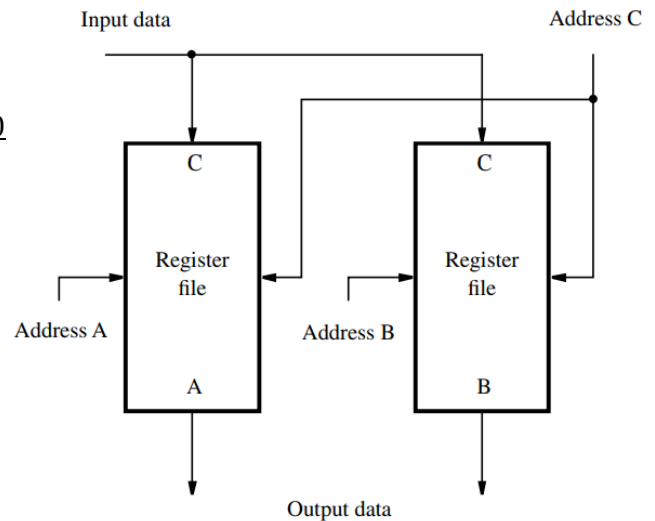 Input data
Address C
C
C
Register
file
Register
file
Address A
Address B
A
B
Output data